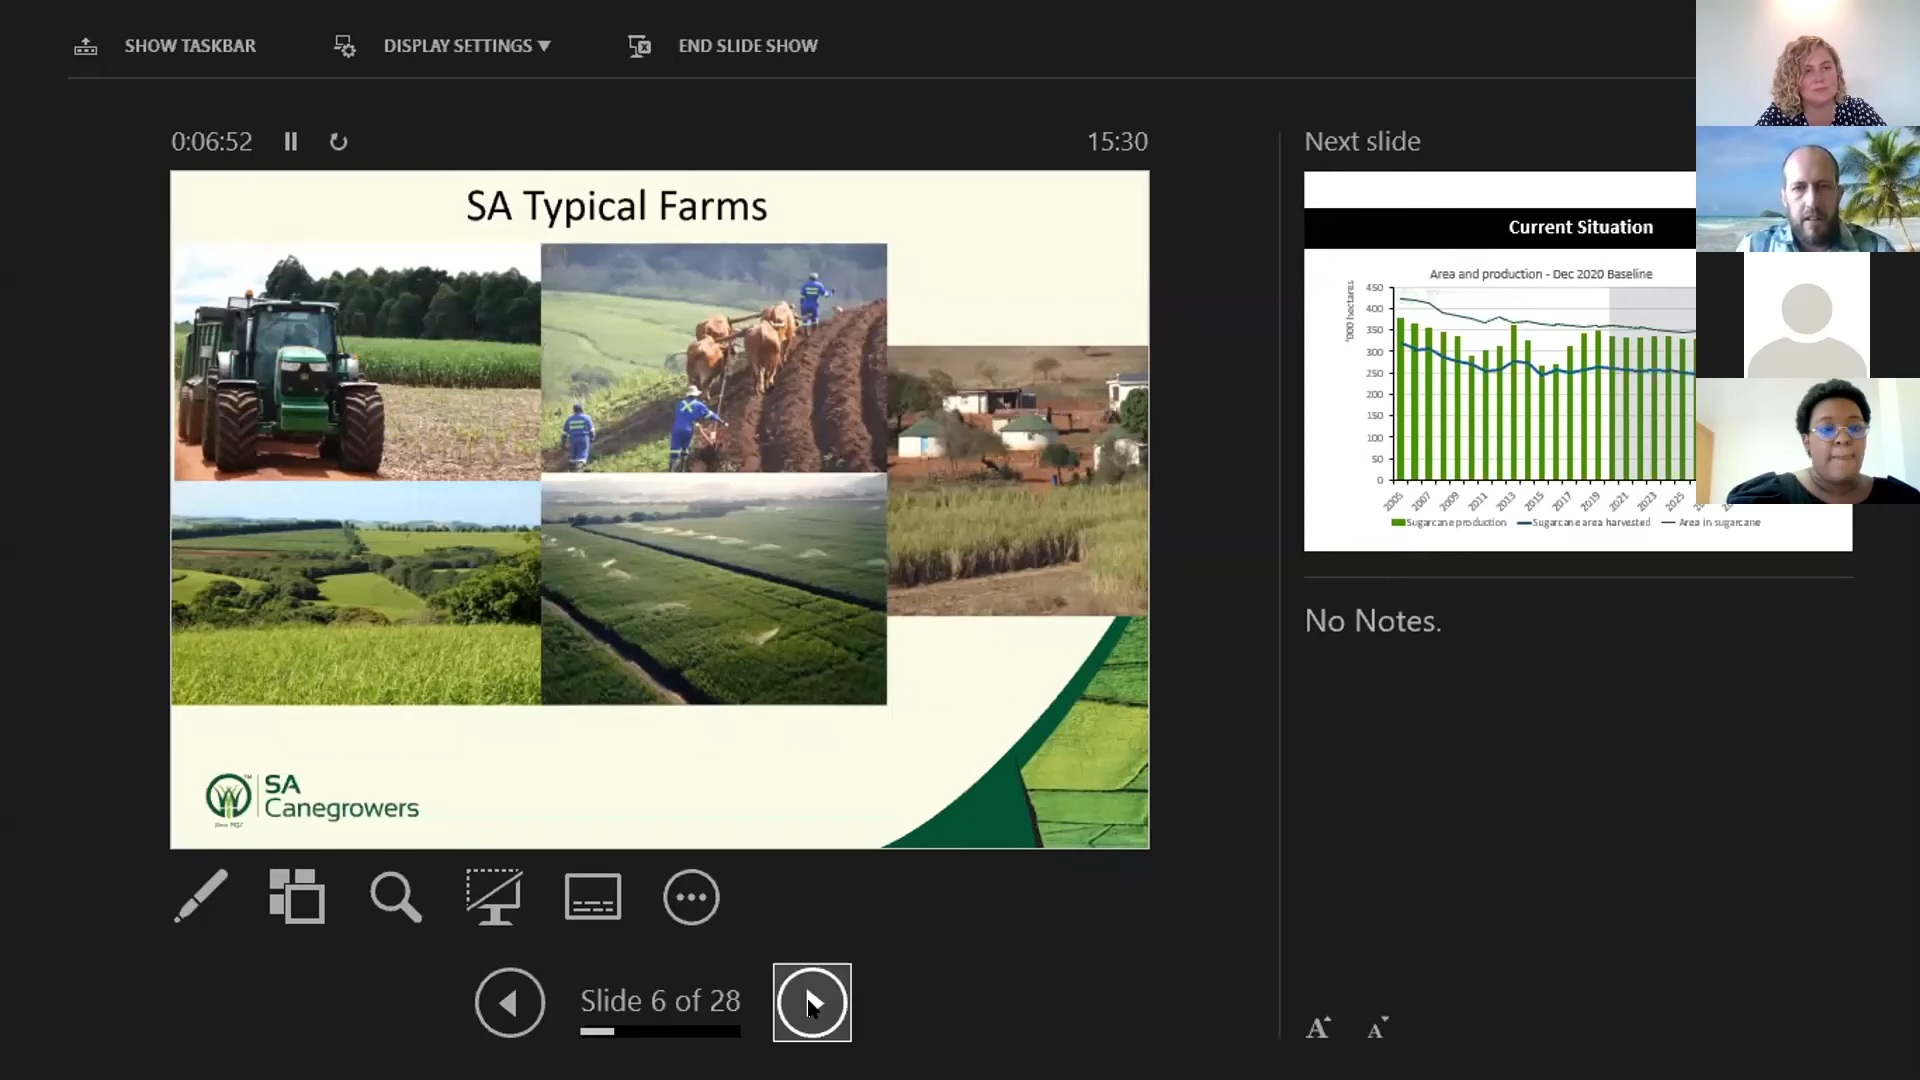 SHOW TASKBAR
DISPLAY SETTINGS ▼
END SLIDE SHOW
0:06:52
15:30
Next slide
SA Typical Farms
SA
Canegrowers
Current Situation
Area and production - Dec 2020 Baseline
'000 hectares
450
400
350
300
250
200
150
100
50
0
2005
2007
2009
2011
2013
2015
2017
2019
2021
2023
2025
Sugarcane production
Sugarcane area harvested
Area in sugarcane
No Notes.
Slide 6 of 28
A A